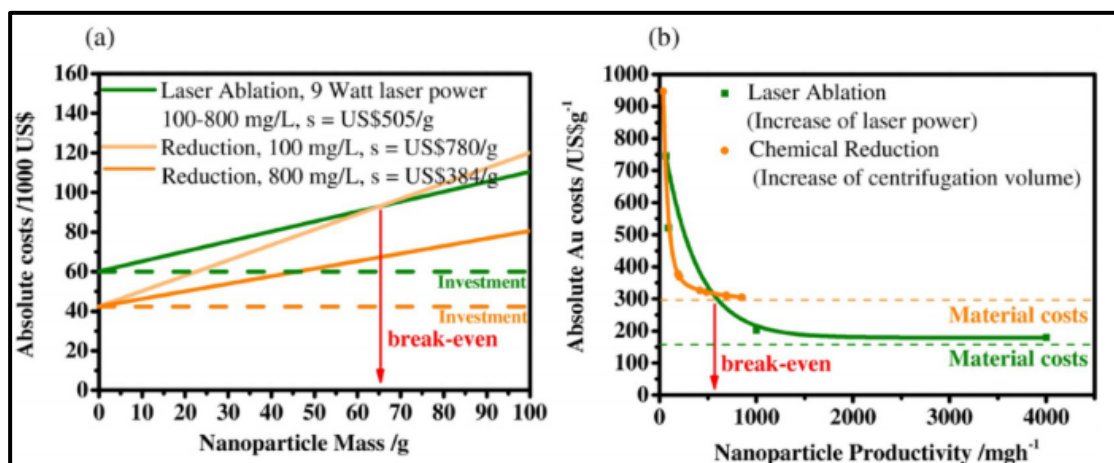 (a)
Absolute costs /1000 US$
160
140
120
100
80
60
40
20
0
Laser Ablation, 9 Watt laser power
100-800 mg/L, s = US$505/g
Reduction, 100 mg/L, s = US$780/g
Reduction, 800 mg/L, s = US$384/g
Investment
Investment
break-even
0 10 20 30 40 50 60 70 80 90 100
Nanoparticle Mass /g
(b)
Absolute Au costs /US$g⁻¹
1000
900
800
700
600
500
400
300
200
100
0
Laser Ablation
(Increase of laser power)
Chemical Reduction
(Increase of centrifugation volume)
Material costs
Material costs
break-even
0 1000 2000 3000 4000
Nanoparticle Productivity /mgh⁻¹